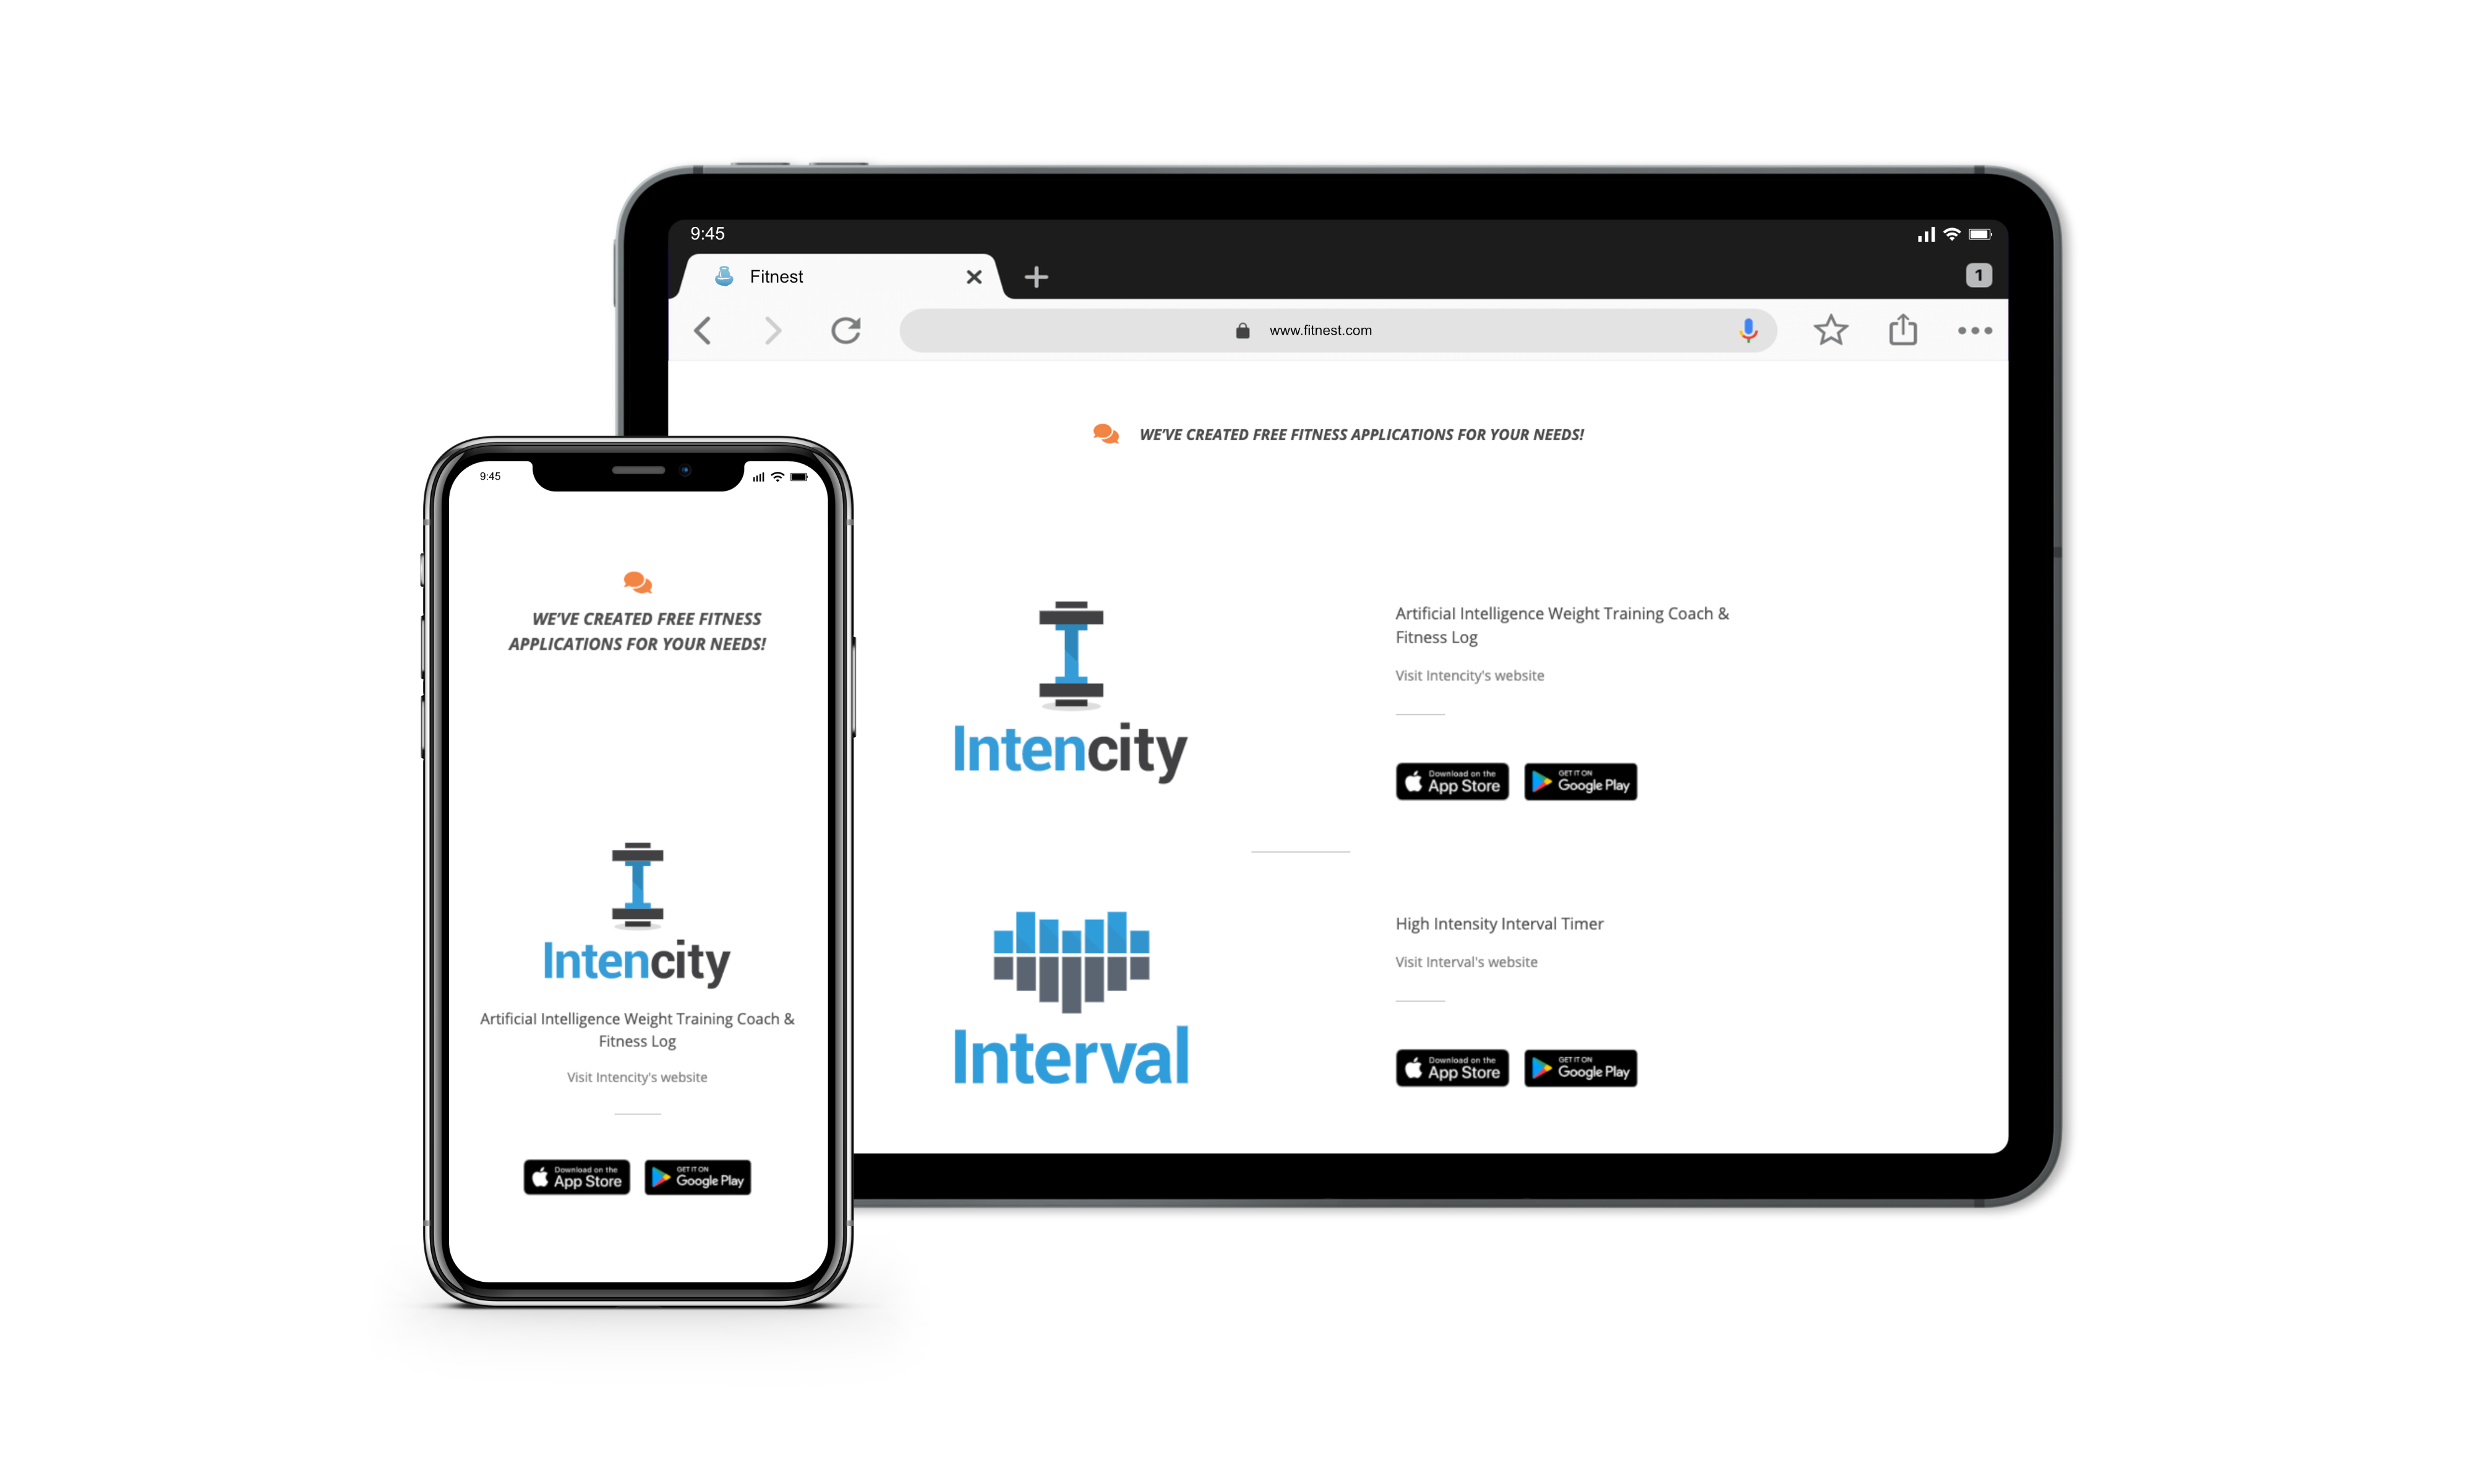 9:45
Fitnest
1
www.fitnest.com
WE'VE CREATED FREE FITNESS APPLICATIONS FOR YOUR NEEDS!
Intencity
Artificial Intelligence Weight Training Coach &
Fitness Log
Visit Intencity's website
Download on the
App Store
GET IT ON
Google Play
Interval
High Intensity Interval Timer
Visit Interval's website
Download on the
App Store
GET IT ON
Google Play
9:45
WE'VE CREATED FREE FITNESS
APPLICATIONS FOR YOUR NEEDS!
Intencity
Artificial Intelligence Weight Training Coach &
Fitness Log
Visit Intencity's website
Download on the
App Store
GET IT ON
Google Play